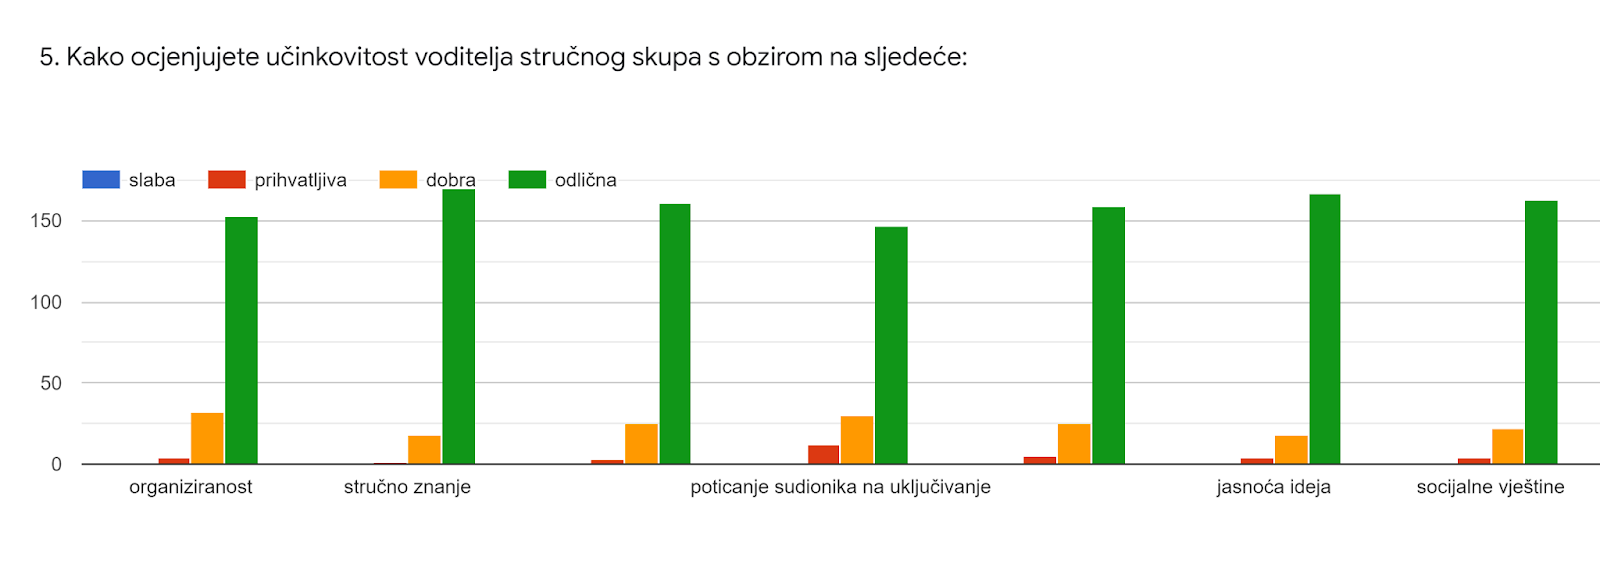 5. Kako ocjenjujete učinkovitost voditelja stručnog skupa s obzirom na sljedeće:
slaba prihvatljiva dobra odlična
150
100
50
0
organiziranost stručno znanje poticanje sudionika na uključivanje jasnoća ideja socijalne vještine